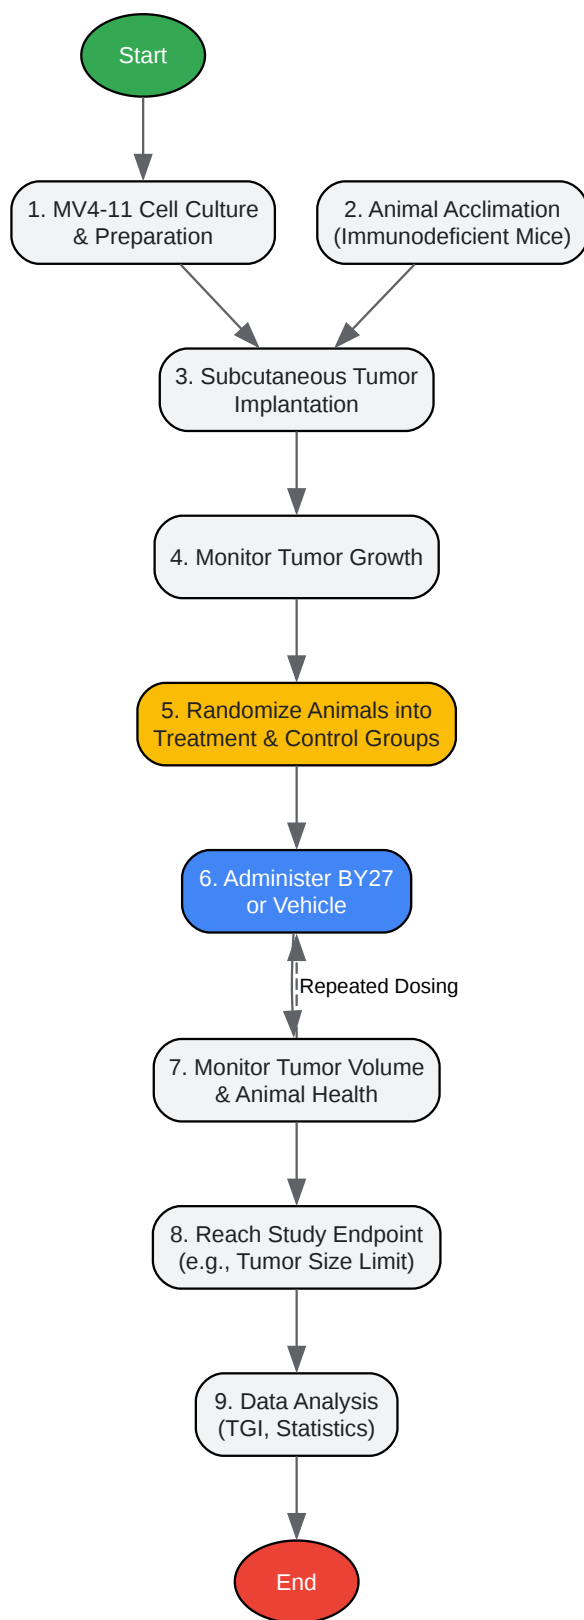 Start
1. MV4-11 Cell Culture
& Preparation
2. Animal Acclimation
(Immunodeficient Mice)
3. Subcutaneous Tumor
Implantation
4. Monitor Tumor Growth
5. Randomize Animals into
Treatment & Control Groups
6. Administer BY27
or Vehicle
Repeated Dosing
7. Monitor Tumor Volume
& Animal Health
8. Reach Study Endpoint
(e.g., Tumor Size Limit)
9. Data Analysis
(TGI, Statistics)
End